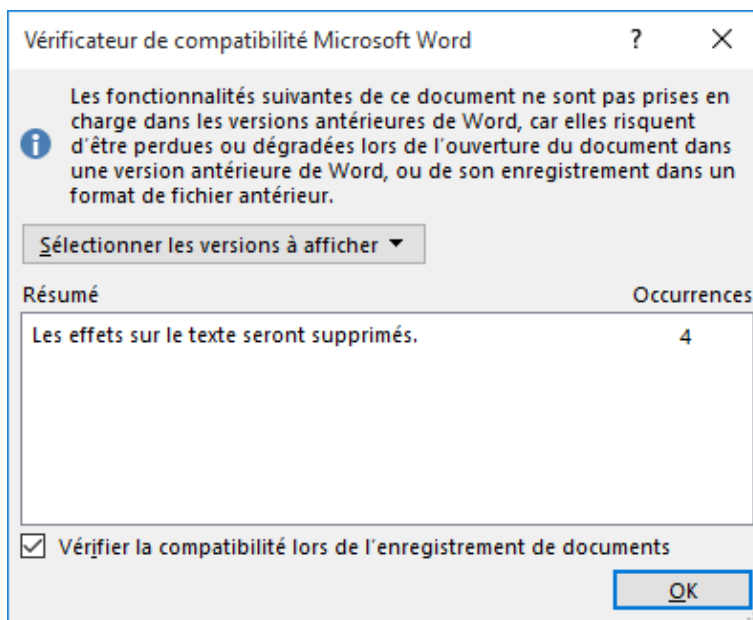 Vérificateur de compatibilité Microsoft Word ? ×
Les fonctionnalités suivantes de ce document ne sont pas prises en
charge dans les versions antérieures de Word, car elles risquent
d'être perdues ou dégradées lors de l'ouverture du document dans
une version antérieure de Word, ou de son enregistrement dans un
format de fichier antérieur.
Sélectionner les versions à afficher
Résumé Occurrences
Les effets sur le texte seront supprimés. 4
Vérifier la compatibilité lors de l'enregistrement de documents
OK